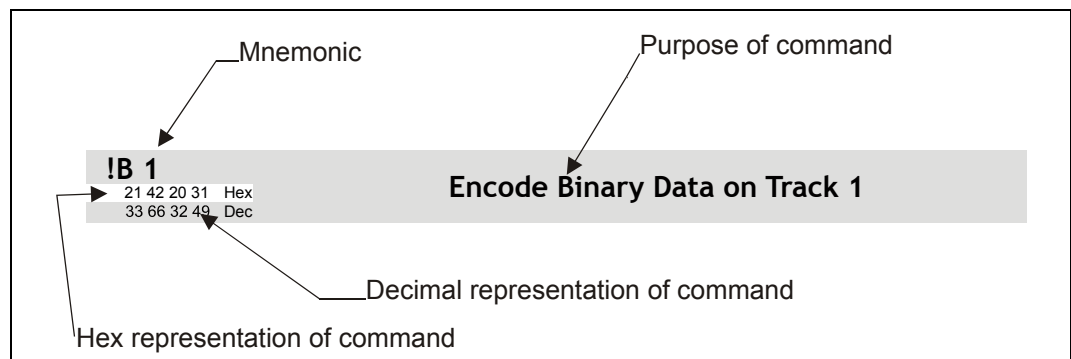 Mnemonic
Purpose of command
!B 1
21 42 20 31 Hex
33 66 32 49 Dec
Encode Binary Data on Track 1
Decimal representation of command
Hex representation of command